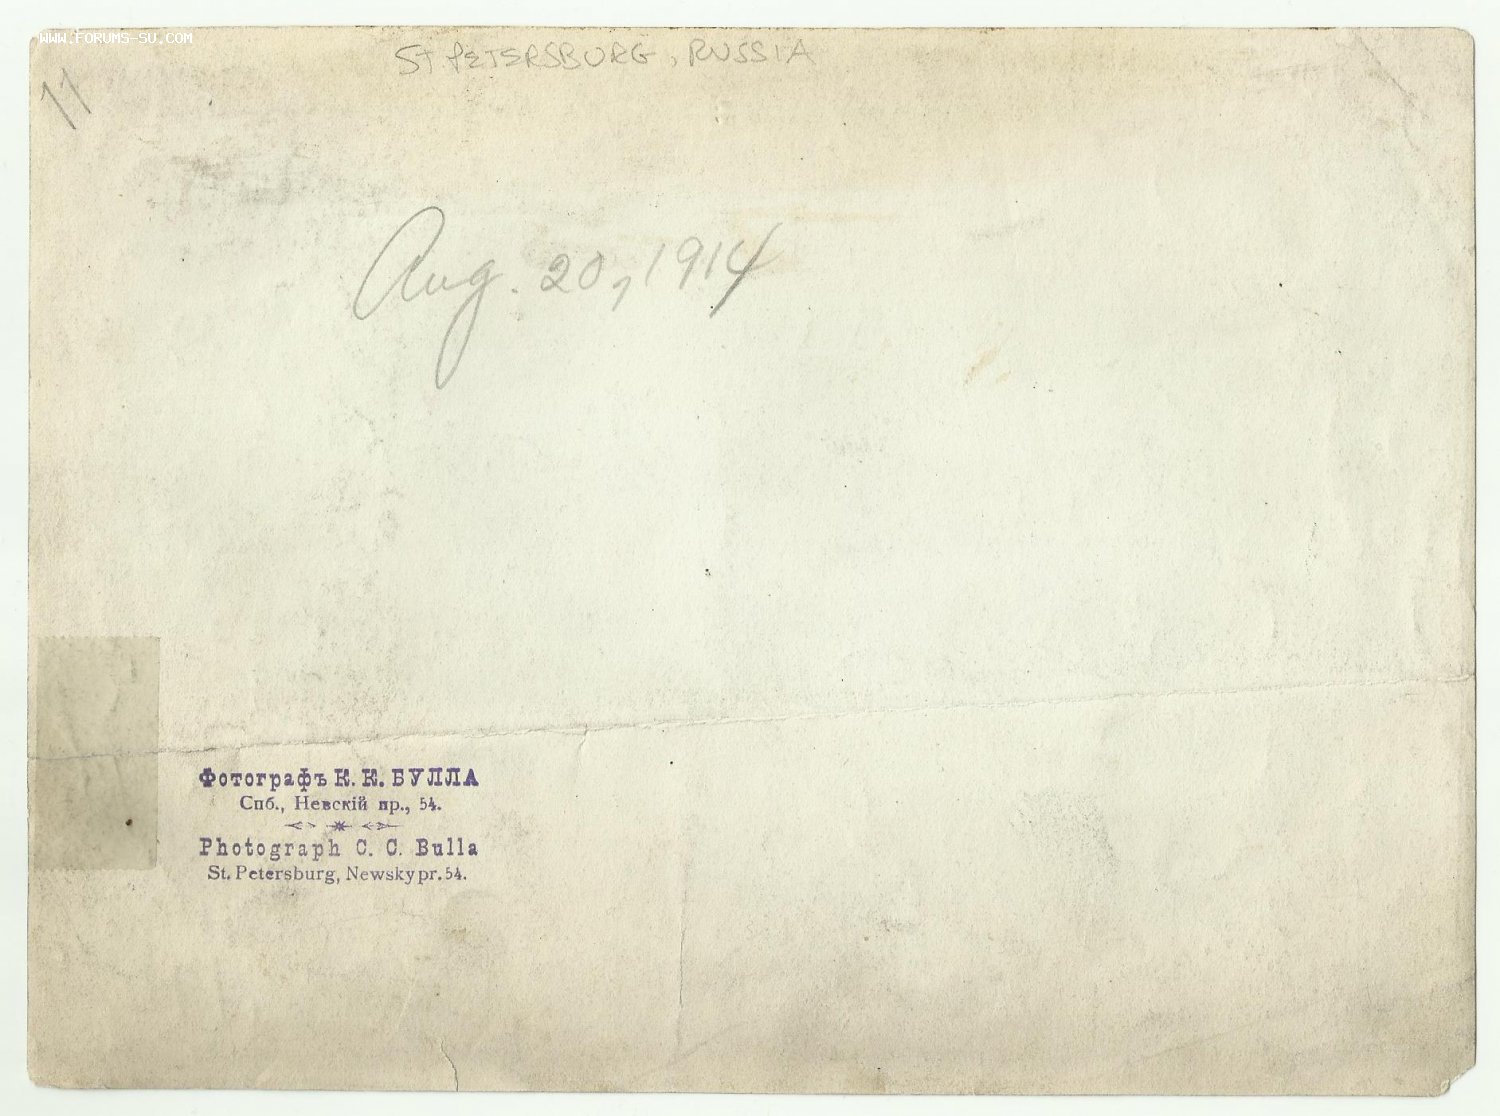 WWW.FORUMS-SU.COM
ST. PETERSBURG, RUSSIA
11
Aug. 20, 1914
Фотографъ К. К. БУЛЛА
Спб., Невскій пр., 54.
Photograph C. C. Bulla
St. Petersburg, Newsky pr. 54.